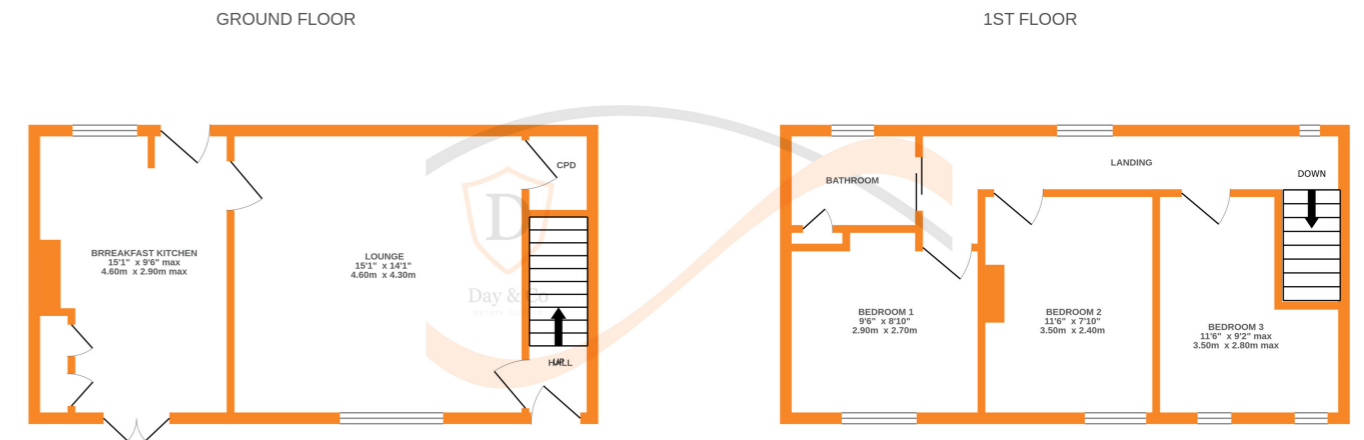 GROUND FLOOR
1ST FLOOR
CPD
BRREAKFAST KITCHEN
15'1" x 9'6" max
4.60m x 2.90m max
LOUNGE
15'1" x 14'1"
4.60m x 4.30m
D
Day & Co
ESTATE AGENTS
UP
HALL
BATHROOM
LANDING
DOWN
BEDROOM 1
9'6" x 8'10"
2.90m x 2.70m
BEDROOM 2
11'6" x 7'10"
3.50m x 2.40m
BEDROOM 3
11'6" x 9'2" max
3.50m x 2.80m max